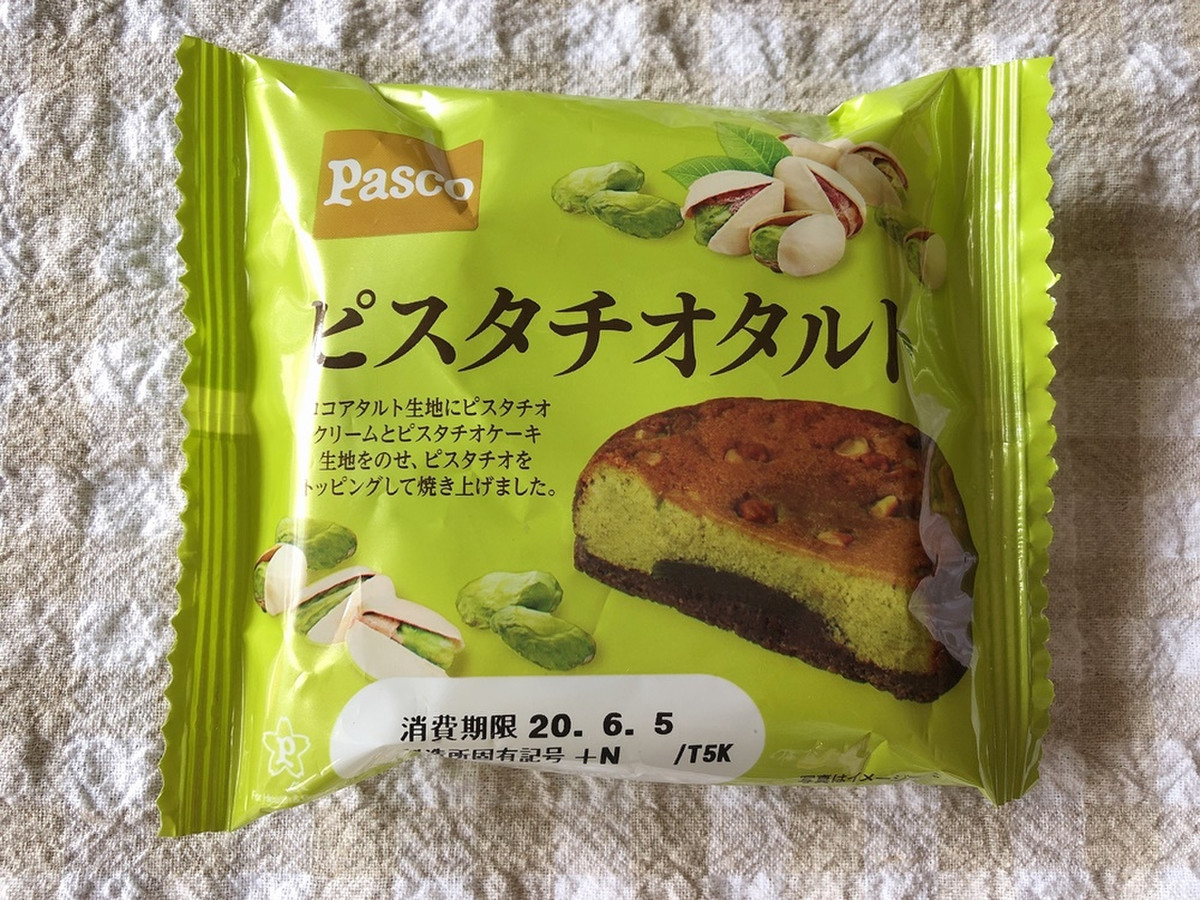 Pasco
ピスタチオタルト
ココアタルト生地にピスタチオ
クリームとピスタチオケーキ
生地をのせ、ピスタチオを
トッピングして焼き上げました。
消費期限 20. 6. 5
製造所固有記号 +N /T5K
写真はイメージ
P